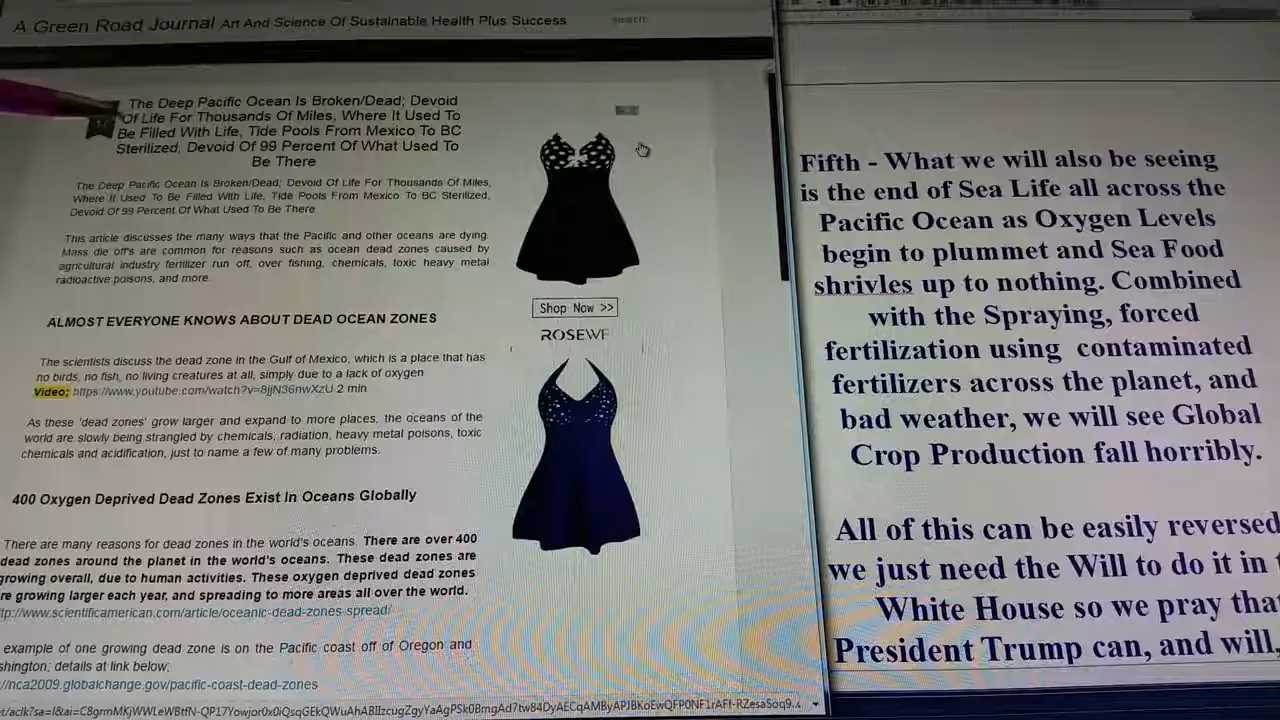 A Green Road Journal Art And Science Of Sustainable Health Plus Success
search
The Deep Pacific Ocean Is Broken/Dead; Devoid
Of Life For Thousands Of Miles, Where It Used To
Be Filled With Life, Tide Pools From Mexico To BC
Sterilized, Devoid Of 99 Percent Of What Used To
Be There
The Deep Pacific Ocean Is Broken/Dead; Devoid Of Life For Thousands Of Miles,
Where It Used To Be Filled With Life, Tide Pools From Mexico To BC Sterilized,
Devoid Of 99 Percent Of What Used To Be There
This article discusses the many ways that the Pacific and other oceans are dying.
Mass die off's are common for reasons such as ocean dead zones caused by
agricultural industry fertilizer run off, over fishing, chemicals, toxic heavy metal
radioactive poisons, and more.
ALMOST EVERYONE KNOWS ABOUT DEAD OCEAN ZONES
The scientists discuss the dead zone in the Gulf of Mexico, which is a place that has
no birds, no fish, no living creatures at all, simply due to a lack of oxygen
Video; https://www.youtube.com/watch?v=8jjN36nwXzU 2 min
As these 'dead zones' grow larger and expand to more places, the oceans of the
world are slowly being strangled by chemicals, radiation, heavy metal poisons, toxic
chemicals and acidification, just to name a few of many problems.
400 Oxygen Deprived Dead Zones Exist In Oceans Globally
There are many reasons for dead zones in the world's oceans. There are over 400
dead zones around the planet in the world's oceans. These dead zones are
growing overall, due to human activities. These oxygen deprived dead zones
re growing larger each year, and spreading to more areas all over the world.
ttp://www.scientificamerican.com/article/oceanic-dead-zones-spread/
example of one growing dead zone is on the Pacific coast off of Oregon and
shington; details at link below;
://nca2009.globalchange.gov/pacific-coast-dead-zones
Shop Now >>
ROSEWE
Fifth - What we will also be seeing
is the end of Sea Life all across the
Pacific Ocean as Oxygen Levels
begin to plummet and Sea Food
shrivles up to nothing. Combined
with the Spraying, forced
fertilization using contaminated
fertilizers across the planet, and
bad weather, we will see Global
Crop Production fall horribly.
All of this can be easily reversed
we just need the Will to do it in
White House so we pray that
President Trump can, and will,